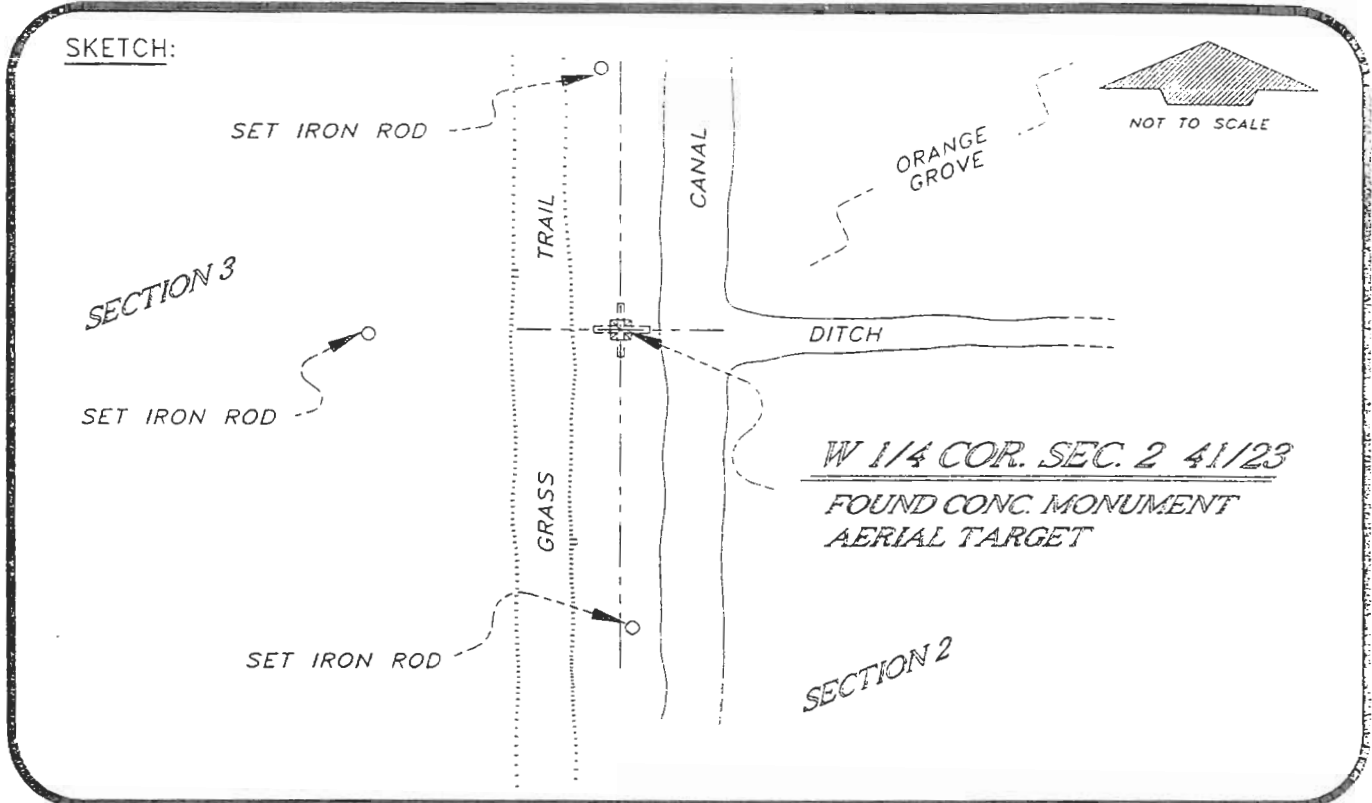 SKETCH:
SET IRON ROD
NOT TO SCALE
ORANGE
GROVE
CANAL
TRAIL
SECTION 3
DITCH
SET IRON ROD
W 1/4 COR. SEC. 2 41/23
FOUND CONC. MONUMENT
AERIAL TARGET
GRASS
SET IRON ROD
SECTION 2